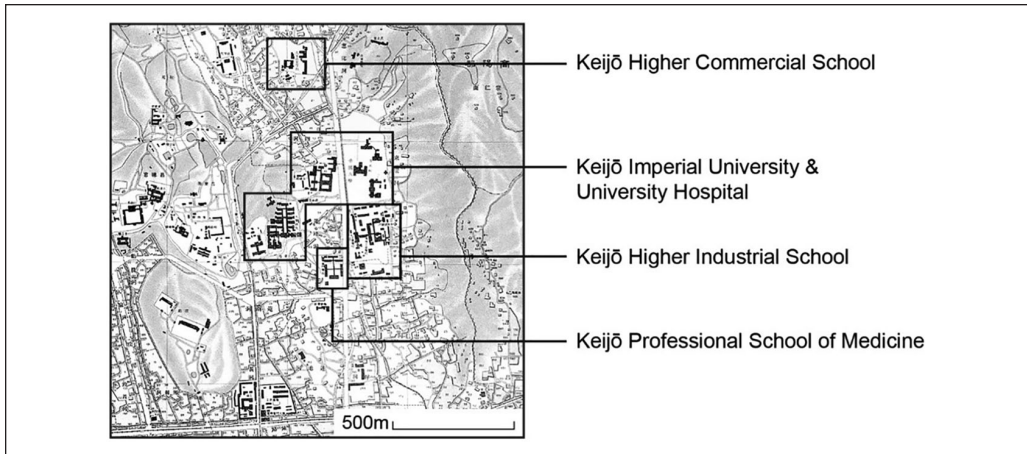 Keijō Higher Commercial School
Keijō Imperial University &
University Hospital
Keijō Higher Industrial School
Keijō Professional School of Medicine
500m